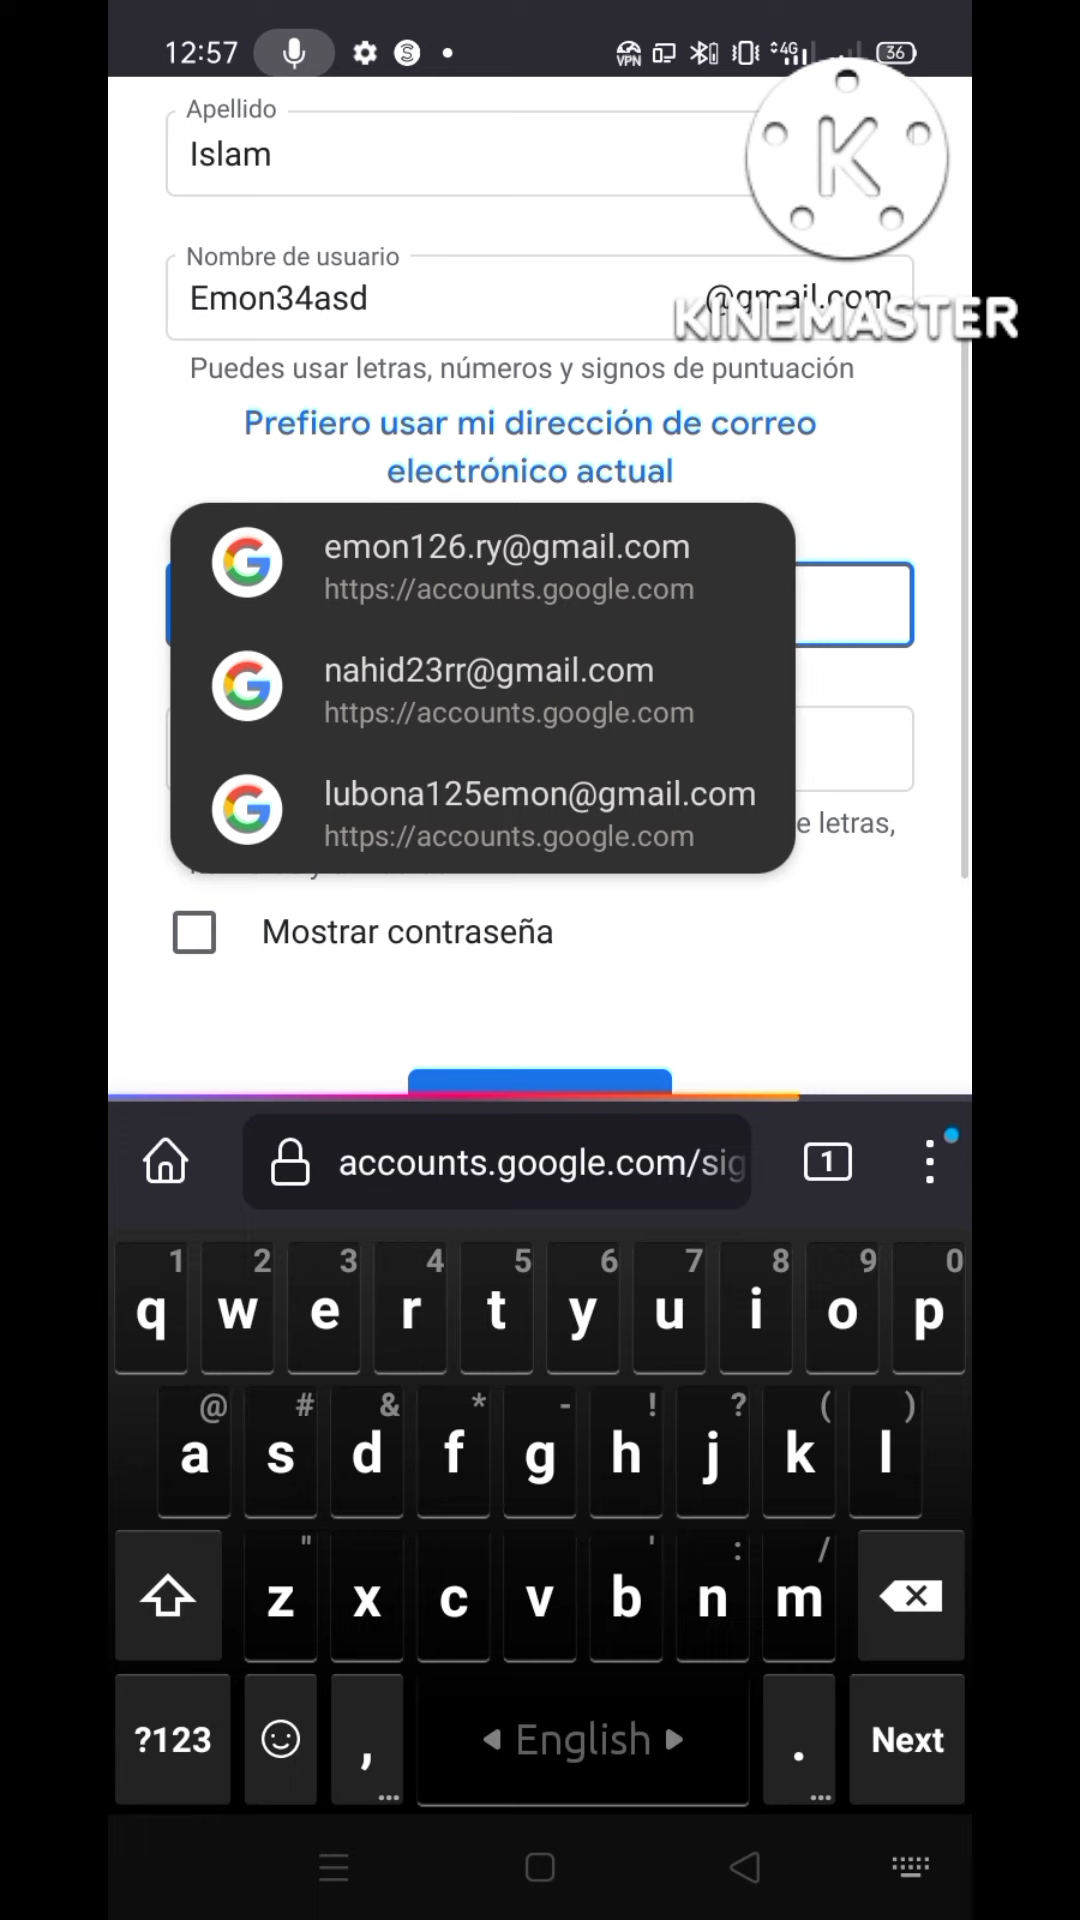 12:57
VPN
4G
36
Apellido
Islam
K
Nombre de usuario
Emon34asd
@gmail.com
KINEMASTER
Puedes usar letras, números y signos de puntuación
Prefiero usar mi dirección de correo
electrónico actual
emon126.ry@gmail.com
https://accounts.google.com
nahid23rr@gmail.com
https://accounts.google.com
lubona125emon@gmail.com
https://accounts.google.com
e letras,
Mostrar contraseña
accounts.google.com/sig
1
1 2 3 4 5 6 7 8 9 0
q w e r t y u i o p
@ # & * - ! ? ( )
a s d f g h j k l
" ' : /
z x c v b n m
?123 , English . Next
... ...